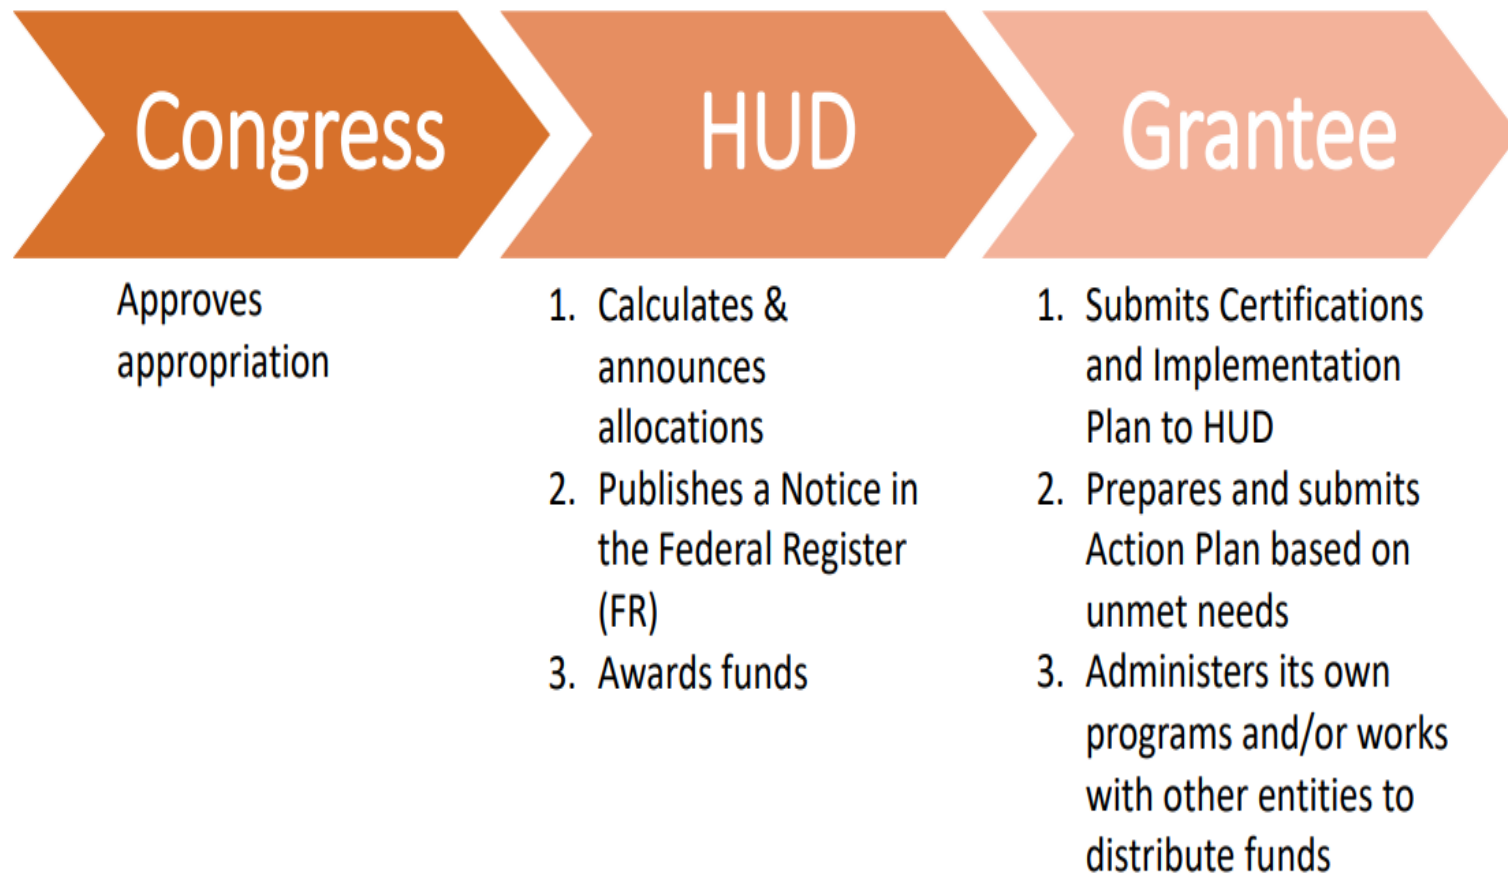 Congress
Approves
appropriation
HUD
1. Calculates &
announces
allocations
2. Publishes a Notice in
the Federal Register
(FR)
3. Awards funds
Grantee
1. Submits Certifications
and Implementation
Plan to HUD
2. Prepares and submits
Action Plan based on
unmet needs
3. Administers its own
programs and/or works
with other entities to
distribute funds